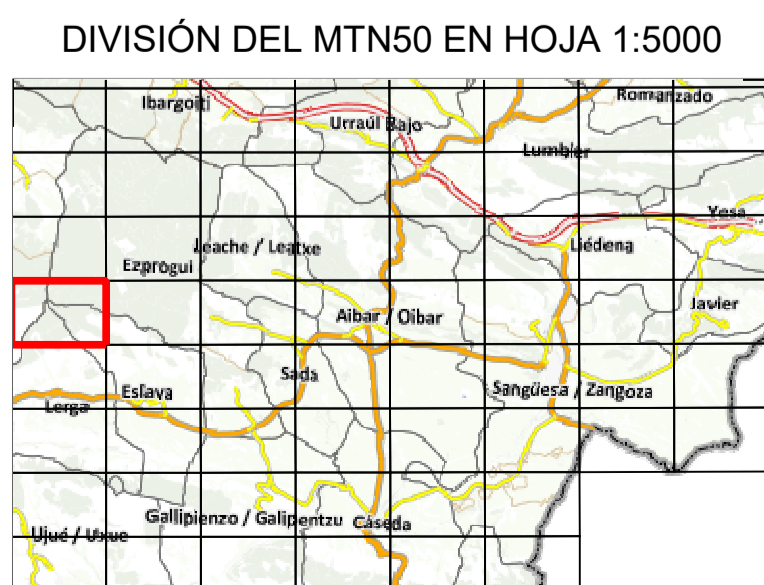 DIVISIÓN DEL MTN50 EN HOJA 1:5000
Romanzado
Ibargoiti
Urraúl Bajo
Lumbier
Yesa
Leache / Leatxe
Liédena
Ezprogui
Javier
Aibar / Oibar
Sada
Eslava
Sangüesa / Zangoza
Lerga
Gallipienzo / Galipentzu
Cáseda
Ujué / Uxue